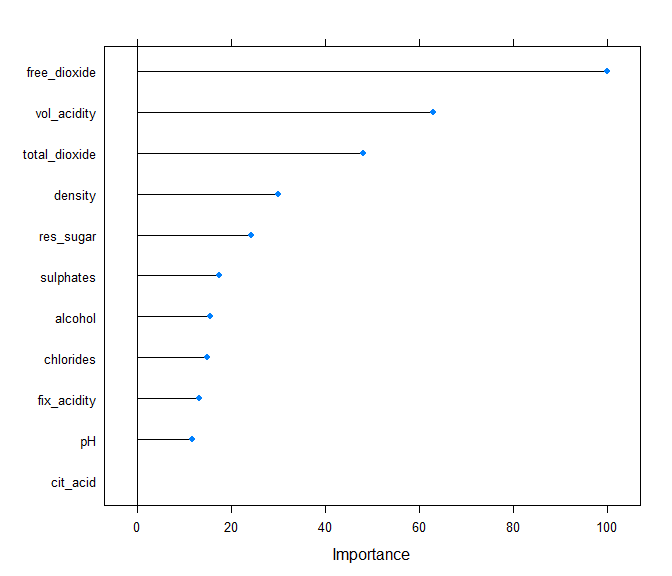 free_dioxide
vol_acidity
total_dioxide
density
res_sugar
sulphates
alcohol
chlorides
fix_acidity
pH
cit_acid
0 20 40 60 80 100
Importance